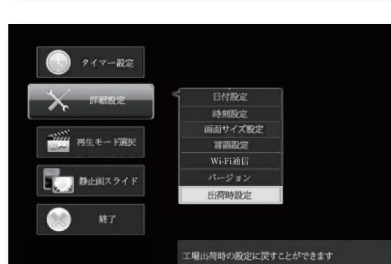 タイマー設定
詳細設定
再生モード選択
静止画スライド
終了
日付設定
時刻設定
画面サイズ設定
言語設定
Wi-Fi通信
バージョン
出荷時設定
工場出荷時の設定に戻すことができます